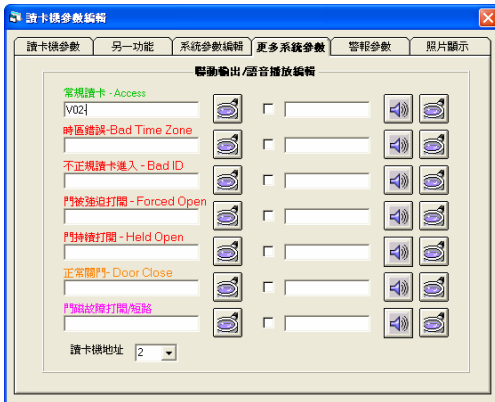 讀卡機參數編輯
讀卡機參數 另一功能 系統參數編輯 更多系統參數 警報參數 照片顯示
聯動輸出/語音播放編輯
常規讀卡 - Access
V02-
時區錯誤-Bad Time Zone
不正規讀卡進入 - Bad ID
門被強迫打開 - Forced Open
門持續打開 - Held Open
正常關門- Door Close
門磁故障打開/短路
讀卡機地址 2